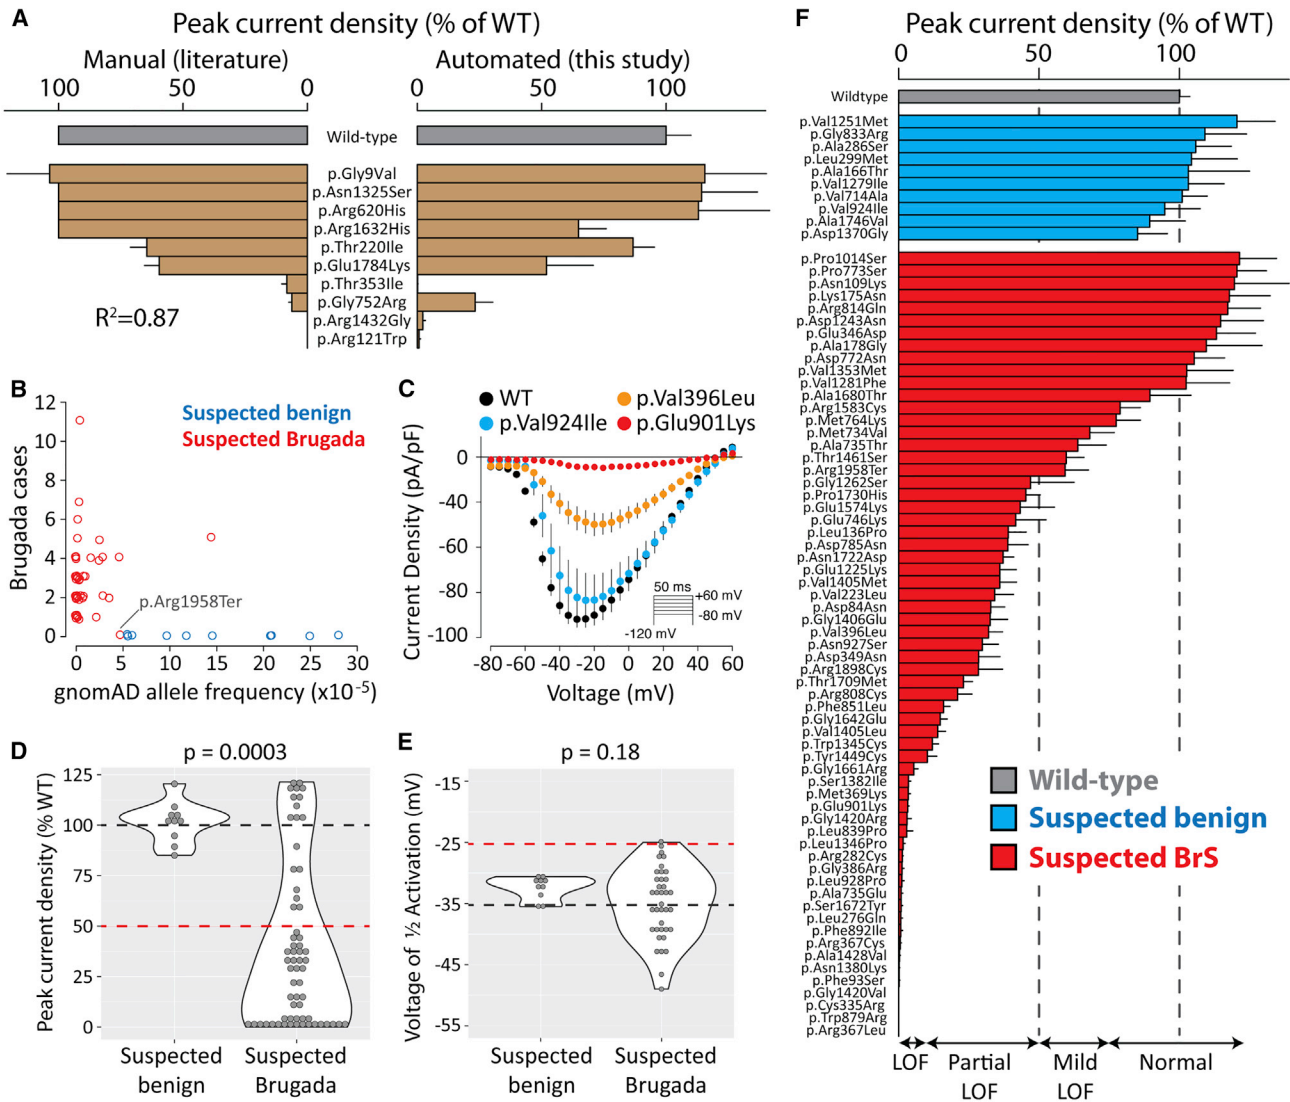 A
Peak current density (% of WT)
Manual (literature)
Automated (this study)
100 50 0
0 50 100
Wild-type
p.Gly9Val
p.Asn1325Ser
p.Arg620His
p.Arg1632His
p.Thr220Ile
p.Glu1784Lys
p.Thr353Ile
p.Gly752Arg
p.Arg1432Gly
p.Arg121Trp
R²=0.87
B
Suspected benign
Suspected Brugada
Brugada cases
12
10
8
6
4
2
0
p.Arg1958Ter
0 5 10 15 20 25 30
gnomAD allele frequency (x10⁻⁵)
C
WT
p.Val396Leu
p.Val924Ile
p.Glu901Lys
Current Density (pA/pF)
0
-40
-60
-80
-100
50 ms
+60 mV
-80 mV
-120 mV
-80 -60 -40 -20 0 20 40 60
Voltage (mV)
D
p = 0.0003
Peak current density (% WT)
125
100
75
50
25
0
Suspected benign
Suspected Brugada
E
p = 0.18
Voltage of ½ Activation (mV)
-15
-25
-35
-45
-55
Suspected benign
Suspected Brugada
F
Peak current density (% of WT)
0 50 100
Wildtype
p.Val1251Met
p.Gly833Arg
p.Ala286Ser
p.Leu299Met
p.Ala166Thr
p.Val1279Ile
p.Val714Ala
p.Val924Ile
p.Ala1746Val
p.Asp1370Gly
p.Pro1014Ser
p.Pro773Ser
p.Asn109Lys
p.Lys175Asn
p.Arg814Gln
p.Asp1243Asn
p.Glu346Asp
p.Ala178Gly
p.Asp772Asn
p.Val1353Met
p.Val1281Phe
p.Ala1680Thr
p.Arg1583Cys
p.Met764Lys
p.Met734Val
p.Ala735Thr
p.Thr1461Ser
p.Arg1958Ter
p.Gly1262Ser
p.Pro1730His
p.Glu1574Lys
p.Glu746Lys
p.Leu136Pro
p.Asp785Asn
p.Asn1722Asp
p.Glu1225Lys
p.Val1405Met
p.Val223Leu
p.Asp84Asn
p.Gly1406Glu
p.Val396Leu
p.Asn927Ser
p.Asp349Asn
p.Arg1898Cys
p.Thr1709Met
p.Arg808Cys
p.Phe851Leu
p.Gly1642Glu
p.Val1405Leu
p.Trp1345Cys
p.Tyr1449Cys
p.Gly1661Arg
p.Ser1382Ile
p.Met369Lys
p.Glu901Lys
p.Gly1420Arg
p.Leu839Pro
p.Leu1346Pro
p.Arg282Cys
p.Gly386Arg
p.Leu928Pro
p.Ala735Glu
p.Ser1672Tyr
p.Leu276Gln
p.Phe892Ile
p.Arg367Cys
p.Ala1428Val
p.Asn1380Lys
p.Phe93Ser
p.Gly1420Val
p.Cys335Arg
p.Trp879Arg
p.Arg367Leu
Wild-type
Suspected benign
Suspected BrS
LOF
Partial LOF
Mild LOF
Normal